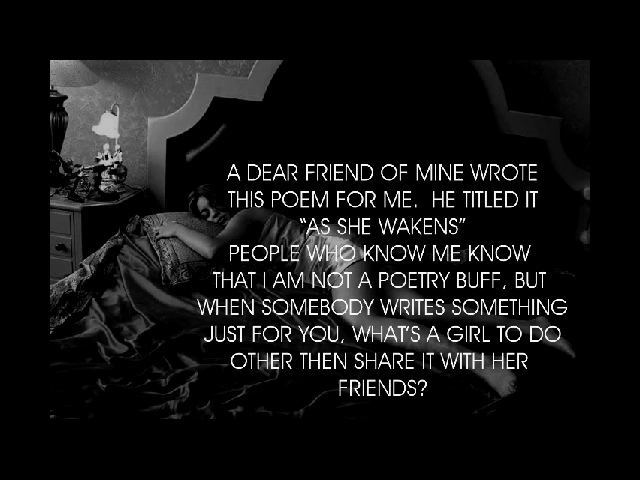 A DEAR FRIEND OF MINE WROTE
THIS POEM FOR ME. HE TITLED IT
“AS SHE WAKENS”
PEOPLE WHO KNOW ME KNOW
THAT I AM NOT A POETRY BUFF, BUT
WHEN SOMEBODY WRITES SOMETHING
JUST FOR YOU, WHAT’S A GIRL TO DO
OTHER THEN SHARE IT WITH HER
FRIENDS?